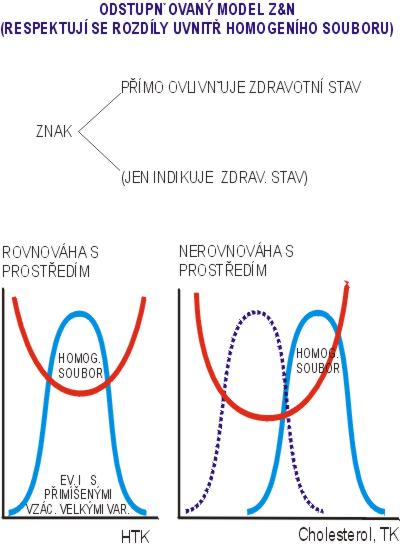 ODSTUPŇOVANÝ MODEL Z&N
(RESPEKTUJÍ SE ROZDÍLY UVNITŘ HOMOGENÍHO SOUBORU)
PŘÍMO OVLIVŇUJE ZDRAVOTNÍ STAV
ZNAK
(JEN INDIKUJE ZDRAV. STAV)
ROVNOVÁHA S
PROSTŘEDÍM
NEROVNOVÁHA S
PROSTŘEDÍM
HOMOG.
SOUBOR
HOMOG.
SOUBOR
EV. I S
PŘIMÍŠENÝMI
VZÁC. VELKÝMI VAR.
HTK
Cholesterol, TK